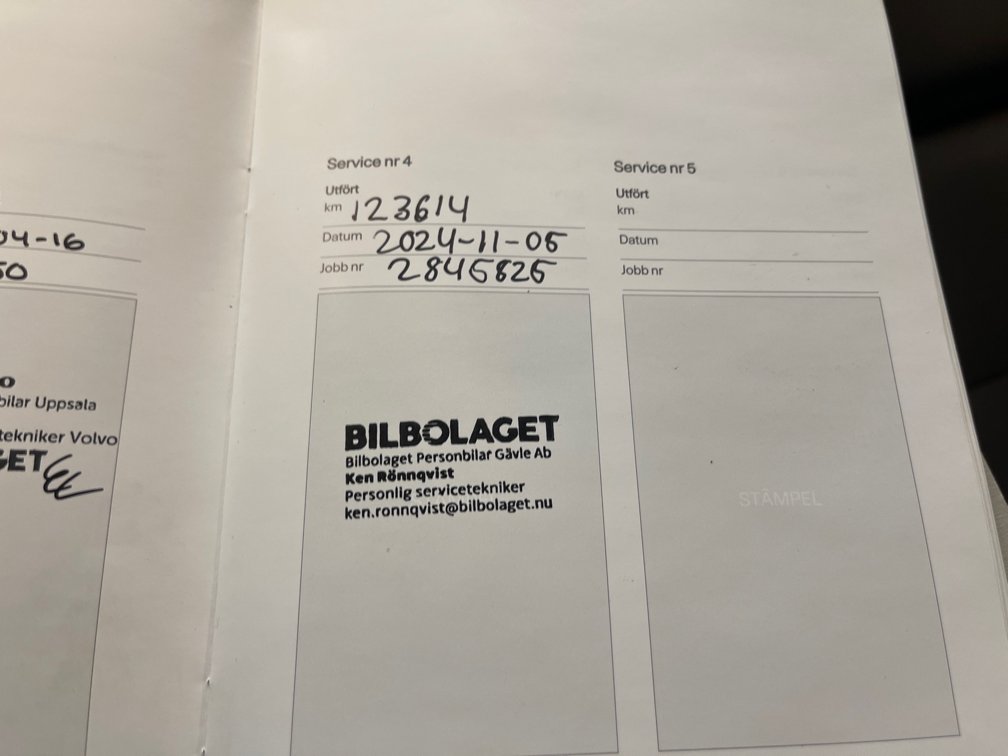 04-16
50
bilar Uppsala
tekniker Volvo
GET
Service nr 4
Utfört
km 123614
Datum 2024-11-05
Jobb nr 2845825
BILBOLAGET
Bilbolaget Personbilar Gävle Ab
Ken Rönnqvist
Personlig servicetekniker
ken.ronnqvist@bilbolaget.nu
Service nr 5
Utfört
km
Datum
Jobb nr
STÄMPEL